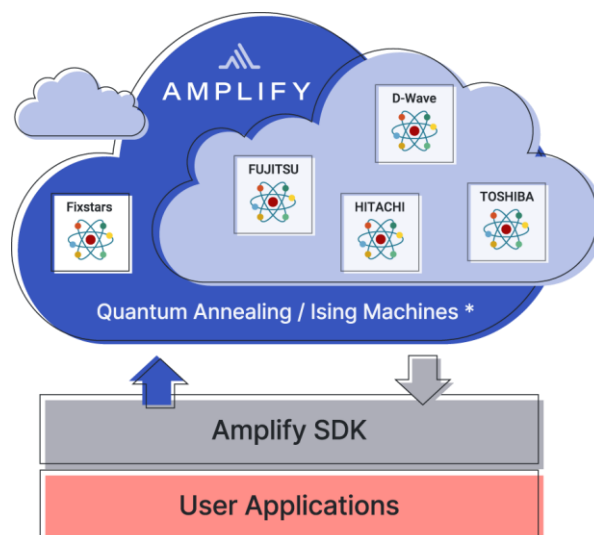 AMPLIFY
D-Wave
FUJITSU
Fixstars
HITACHI
TOSHIBA
Quantum Annealing / Ising Machines *
Amplify SDK
User Applications